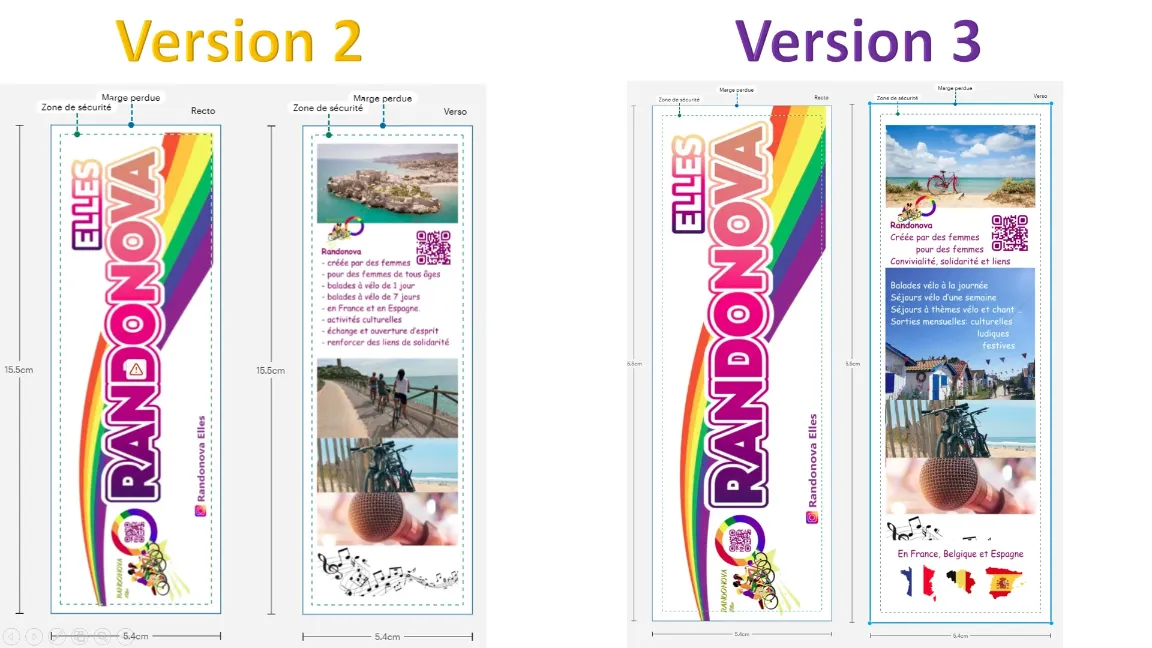 Version 2
Version 3
Marge perdue
Zone de sécurité
Recto
ELLES
RANDONOVA
Randonova Elles
RANDONOVA
15.5cm
5.4cm
Marge perdue
Zone de sécurité
Verso
Randonova
- créée par des femmes
- pour des femmes de tous âges
- balades à vélo de 1 jour
- balades à vélo de 7 jours
- en France et en Espagne.
- activités culturelles
- échange et ouverture d'esprit
- renforcer des liens de solidarité
15.5cm
5.4cm
Marge perdue
Zone de sécurité
Recto
ELLES
RANDONOVA
Randonova Elles
RANDONOVA
5.4cm
Marge perdue
Zone de sécurité
Verso
Randonova
Créée par des femmes
pour des femmes
Convivialité, solidarité et liens
Balades vélo à la journée
Séjours vélo d'une semaine
Séjours à thèmes vélo et chant ...
Sorties mensuelles: culturelles
ludiques
festives
En France, Belgique et Espagne
5.4cm